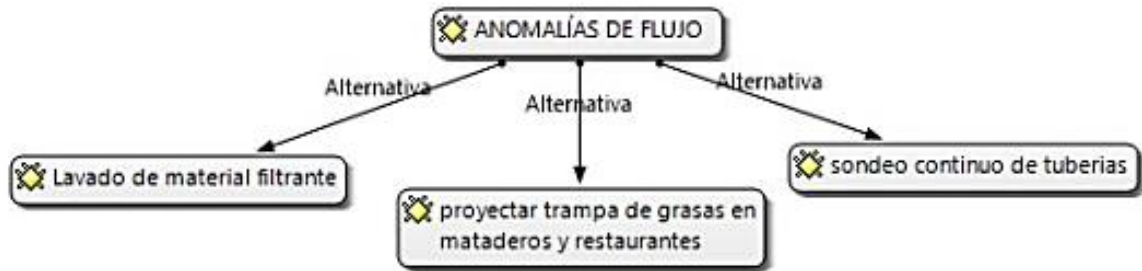 ANOMALÍAS DE FLUJO
Alternativa
Alternativa
Alternativa
Lavado de material filtrante
proyectar trampa de grasas en
mataderos y restaurantes
sondeo continuo de tuberias